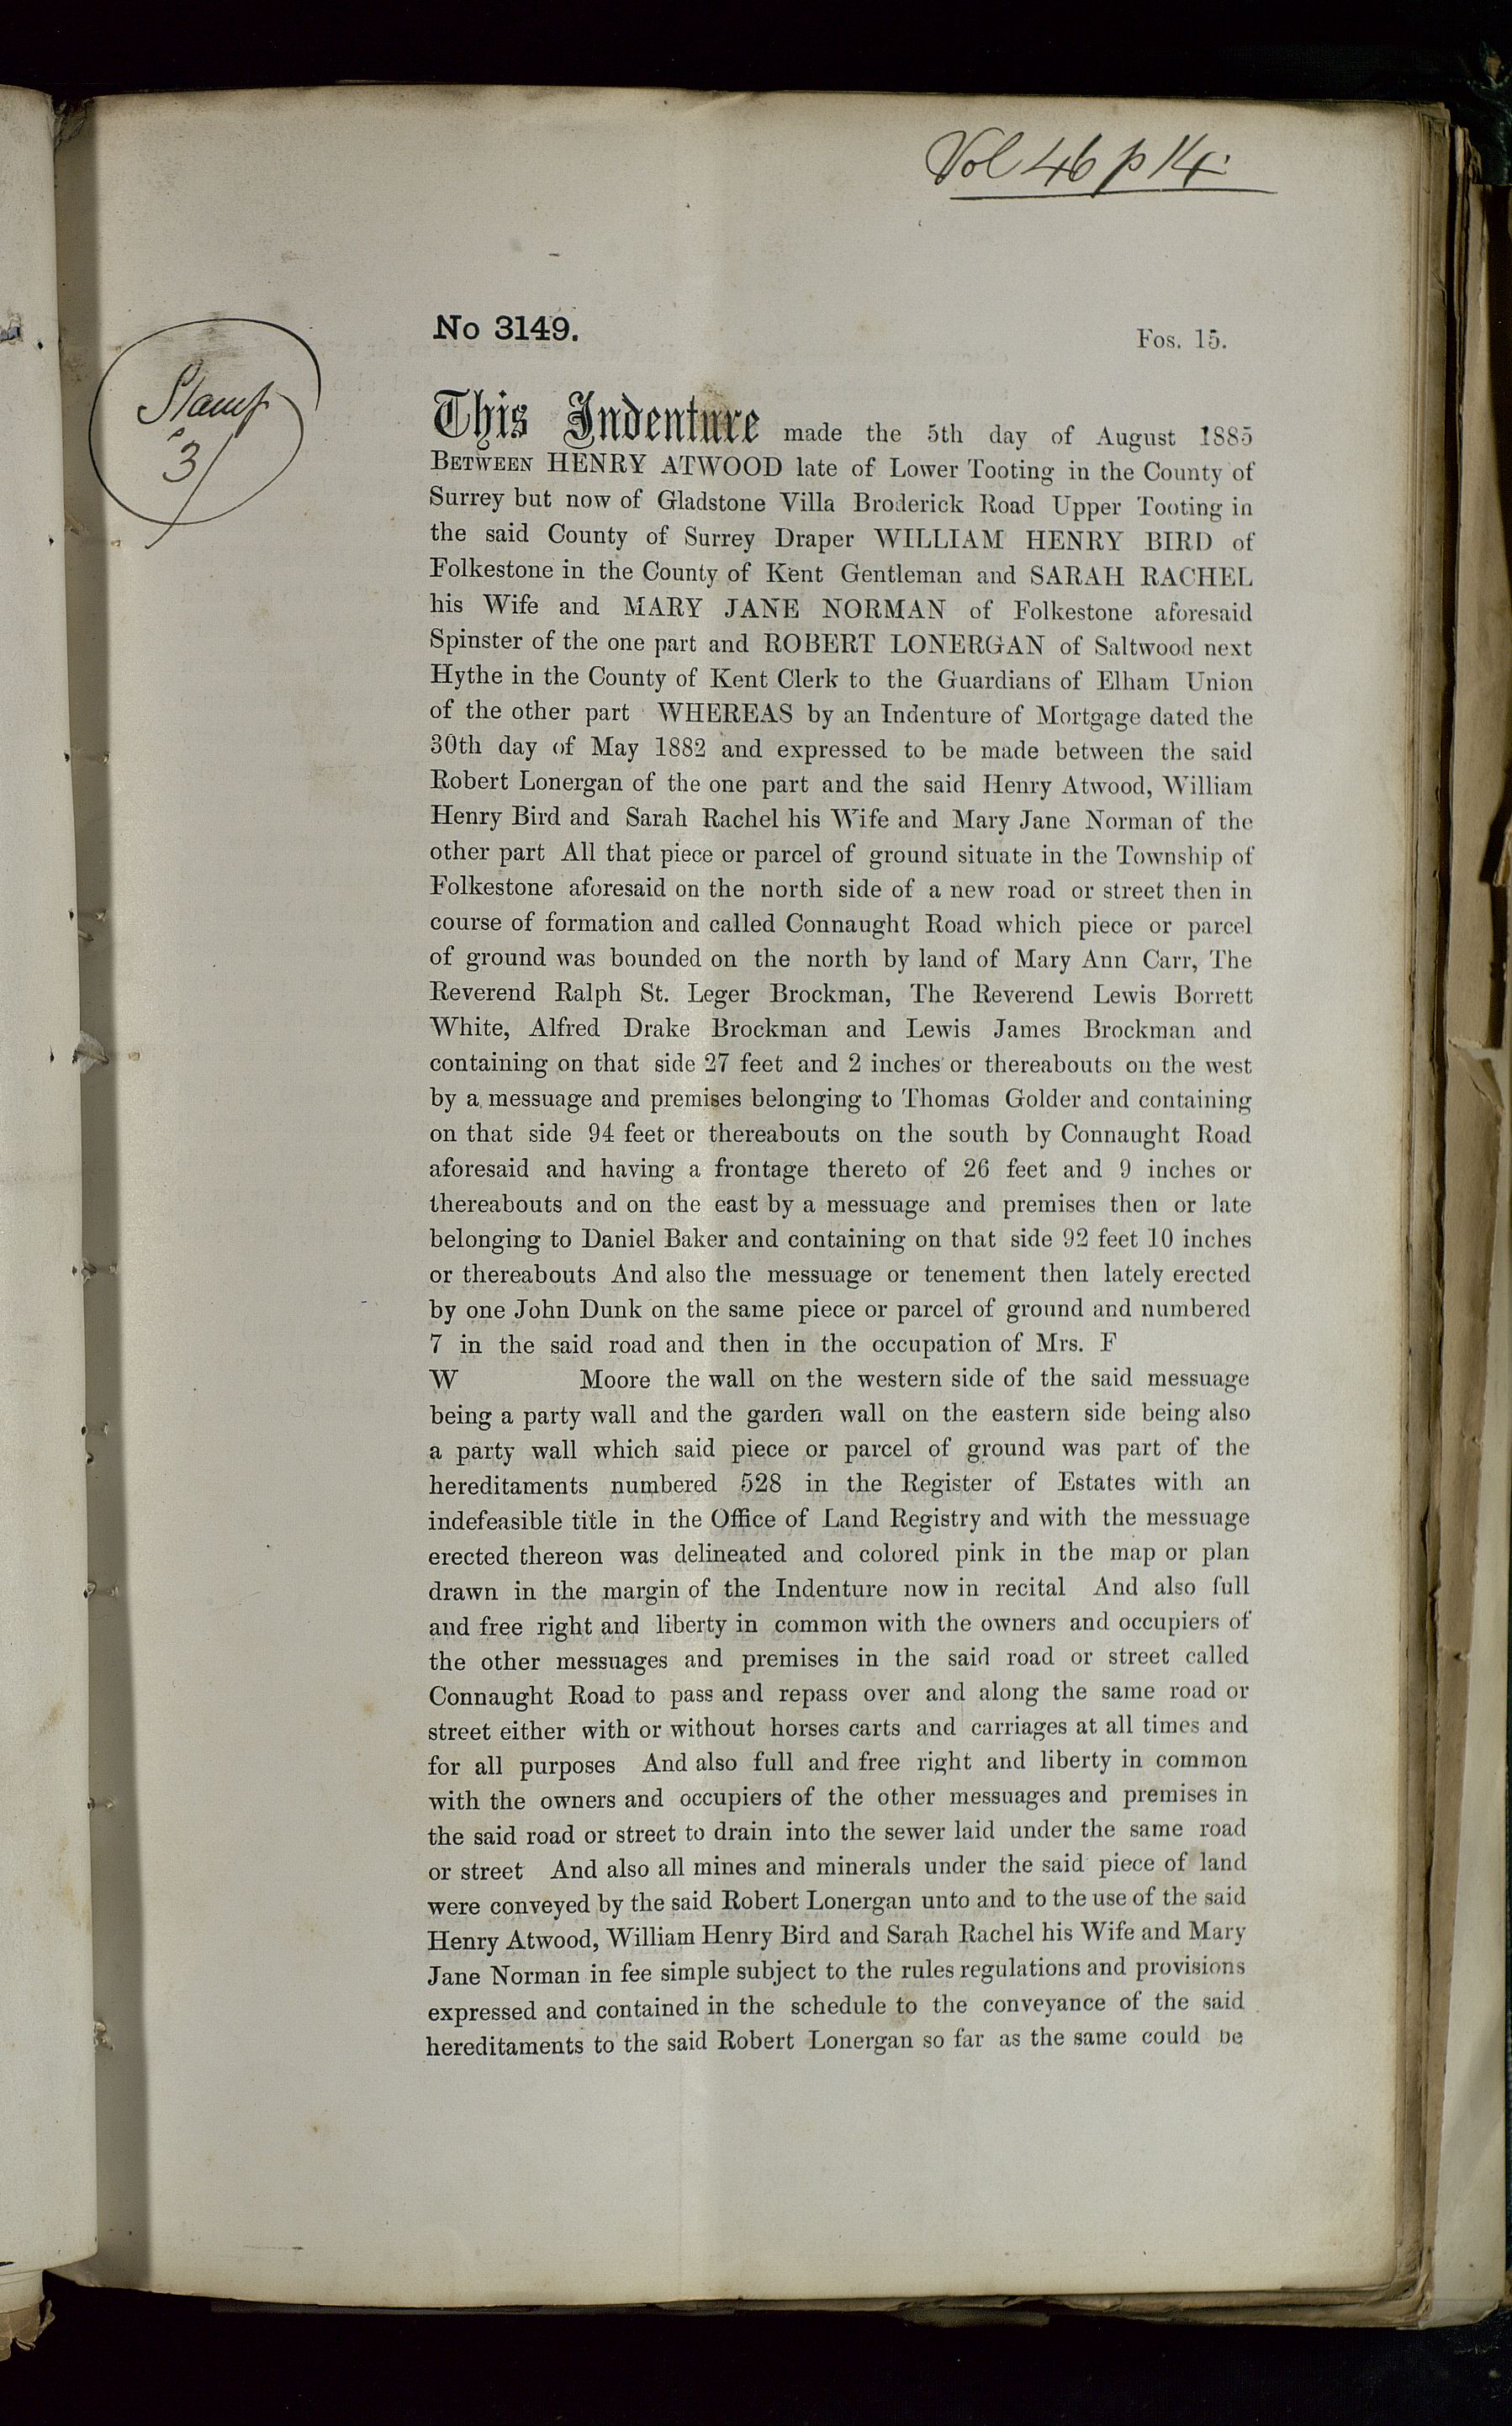 Vol 46 p 14
No 3149.
Fos. 15.
Stamp
3/
This Indenture made the 5th day of August 1885
BETWEEN HENRY ATWOOD late of Lower Tooting in the County of
Surrey but now of Gladstone Villa Broderick Road Upper Tooting in
the said County of Surrey Draper WILLIAM HENRY BIRD of
Folkestone in the County of Kent Gentleman and SARAH RACHEL
his Wife and MARY JANE NORMAN of Folkestone aforesaid
Spinster of the one part and ROBERT LONERGAN of Saltwood next
Hythe in the County of Kent Clerk to the Guardians of Elham Union
of the other part WHEREAS by an Indenture of Mortgage dated the
30th day of May 1882 and expressed to be made between the said
Robert Lonergan of the one part and the said Henry Atwood, William
Henry Bird and Sarah Rachel his Wife and Mary Jane Norman of the
other part All that piece or parcel of ground situate in the Township of
Folkestone aforesaid on the north side of a new road or street then in
course of formation and called Connaught Road which piece or parcel
of ground was bounded on the north by land of Mary Ann Carr, The
Reverend Ralph St. Leger Brockman, The Reverend Lewis Borrett
White, Alfred Drake Brockman and Lewis James Brockman and
containing on that side 27 feet and 2 inches or thereabouts on the west
by a messuage and premises belonging to Thomas Golder and containing
on that side 94 feet or thereabouts on the south by Connaught Road
aforesaid and having a frontage thereto of 26 feet and 9 inches or
thereabouts and on the east by a messuage and premises then or late
belonging to Daniel Baker and containing on that side 92 feet 10 inches
or thereabouts And also the messuage or tenement then lately erected
by one John Dunk on the same piece or parcel of ground and numbered
7 in the said road and then in the occupation of Mrs. F
W Moore the wall on the western side of the said messuage
being a party wall and the garden wall on the eastern side being also
a party wall which said piece or parcel of ground was part of the
hereditaments numbered 528 in the Register of Estates with an
indefeasible title in the Office of Land Registry and with the messuage
erected thereon was delineated and colored pink in the map or plan
drawn in the margin of the Indenture now in recital And also full
and free right and liberty in common with the owners and occupiers of
the other messuages and premises in the said road or street called
Connaught Road to pass and repass over and along the same road or
street either with or without horses carts and carriages at all times and
for all purposes And also full and free right and liberty in common
with the owners and occupiers of the other messuages and premises in
the said road or street to drain into the sewer laid under the same road
or street And also all mines and minerals under the said piece of land
were conveyed by the said Robert Lonergan unto and to the use of the said
Henry Atwood, William Henry Bird and Sarah Rachel his Wife and Mary
Jane Norman in fee simple subject to the rules regulations and provisions
expressed and contained in the schedule to the conveyance of the said
hereditaments to the said Robert Lonergan so far as the same could be